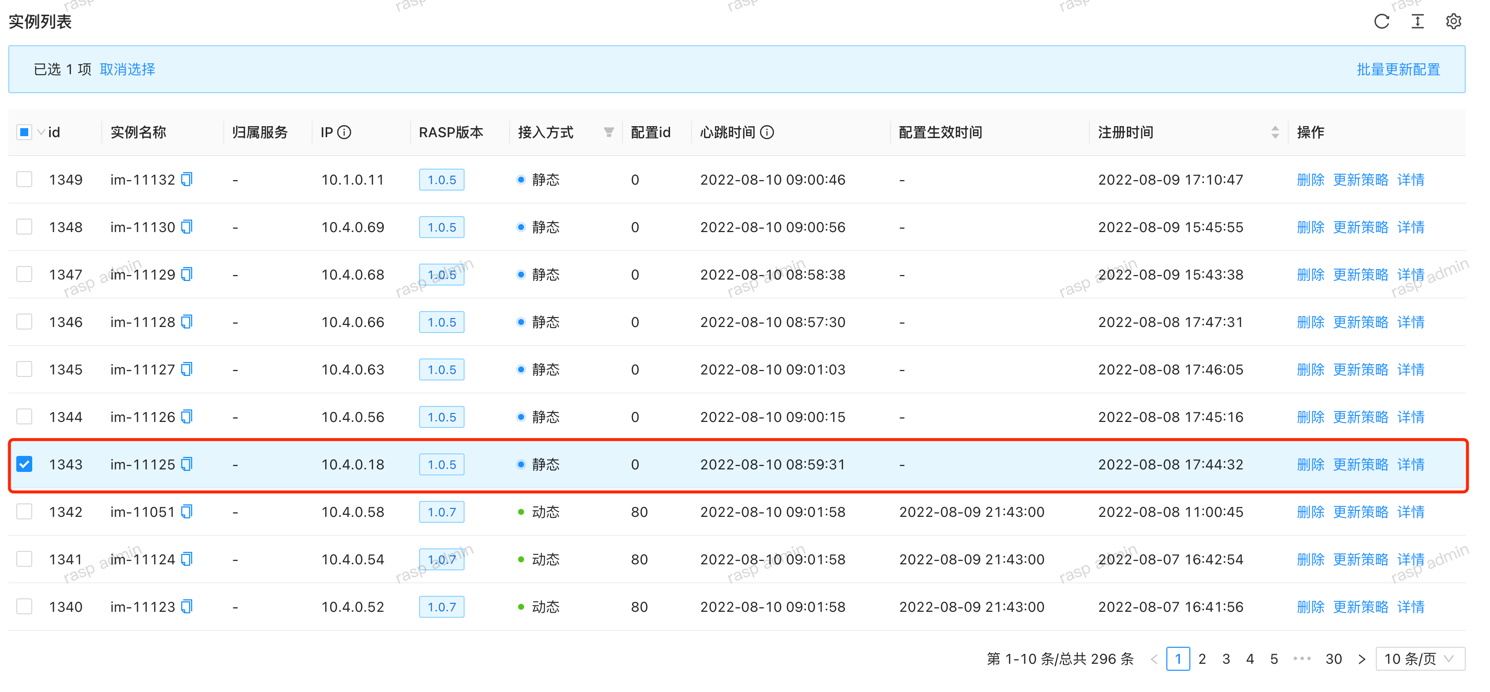 实例列表
已选 1 项 取消选择 批量更新配置
id 实例名称 归属服务 IP RASP版本 接入方式 配置id 心跳时间 配置生效时间 注册时间 操作
1349 im-11132 - 10.1.0.11 1.0.5 静态 0 2022-08-10 09:00:46 - 2022-08-09 17:10:47 删除 更新策略 详情
1348 im-11130 - 10.4.0.69 1.0.5 静态 0 2022-08-10 09:00:56 - 2022-08-09 15:45:55 删除 更新策略 详情
1347 im-11129 - 10.4.0.68 1.0.5 静态 0 2022-08-10 08:58:38 - 2022-08-09 15:43:38 删除 更新策略 详情
rasp admin rasp admin rasp admin rasp admin rasp admin
1346 im-11128 - 10.4.0.66 1.0.5 静态 0 2022-08-10 08:57:30 - 2022-08-08 17:47:31 删除 更新策略 详情
1345 im-11127 - 10.4.0.63 1.0.5 静态 0 2022-08-10 09:01:03 - 2022-08-08 17:46:05 删除 更新策略 详情
1344 im-11126 - 10.4.0.56 1.0.5 静态 0 2022-08-10 09:00:15 - 2022-08-08 17:45:16 删除 更新策略 详情
1343 im-11125 - 10.4.0.18 1.0.5 静态 0 2022-08-10 08:59:31 - 2022-08-08 17:44:32 删除 更新策略 详情
1342 im-11051 - 10.4.0.58 1.0.7 动态 80 2022-08-10 09:01:58 2022-08-09 21:43:00 2022-08-08 11:00:45 删除 更新策略 详情
1341 im-11124 - 10.4.0.54 1.0.7 动态 80 2022-08-10 09:01:58 2022-08-09 21:43:00 2022-08-07 16:42:54 删除 更新策略 详情
rasp admin rasp admin rasp admin rasp admin rasp admin
1340 im-11123 - 10.4.0.52 1.0.7 动态 80 2022-08-10 09:01:58 2022-08-09 21:43:00 2022-08-07 16:41:56 删除 更新策略 详情
第 1-10 条/总共 296 条 < 1 2 3 4 5 ••• 30 > 10 条/页